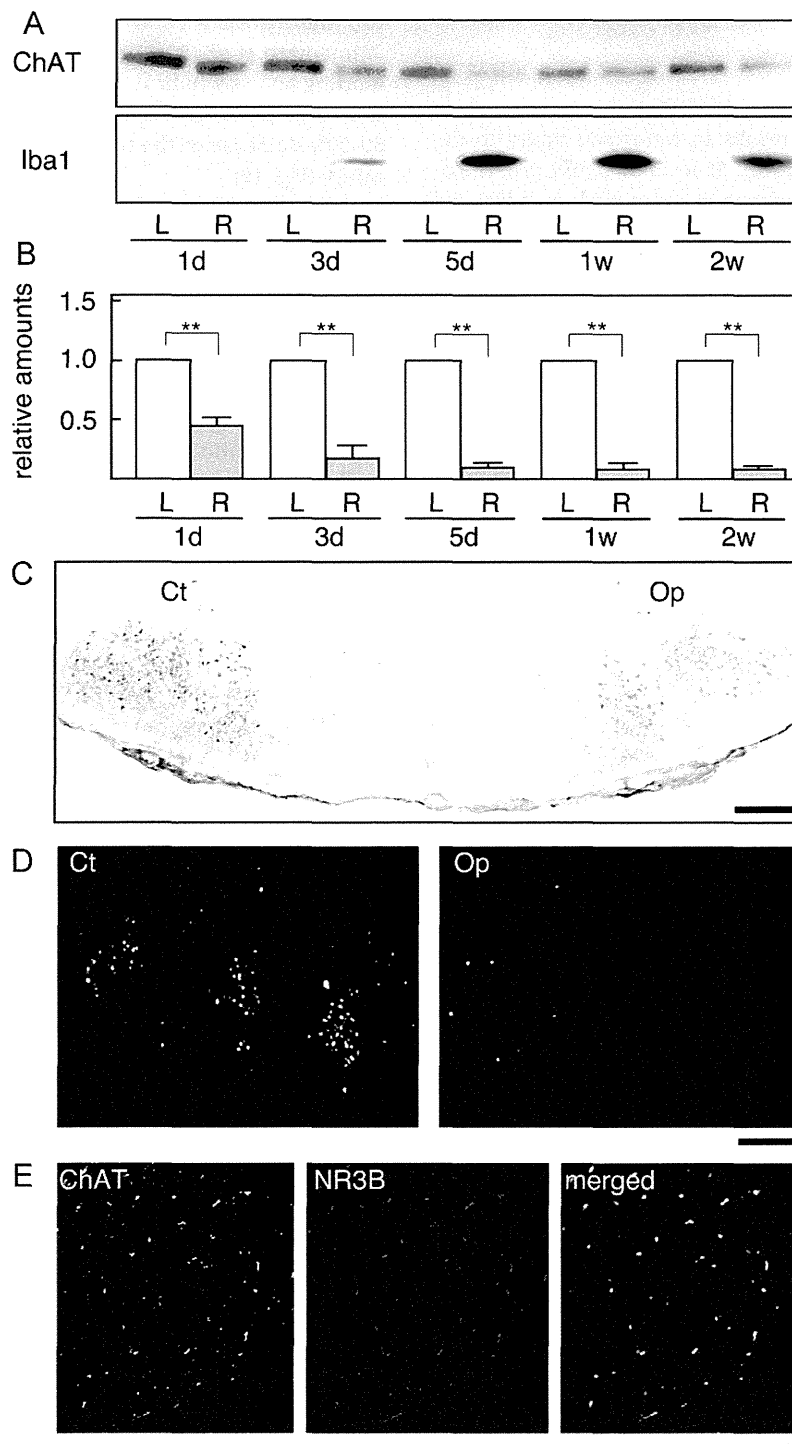 A
ChAT
Iba1
L R L R L R L R L R
1d 3d 5d 1w 2w
B
relative amounts
1.5
1.0
0.5
** ** ** ** **
L R L R L R L R L R
1d 3d 5d 1w 2w
C
Ct Op
D
Ct Op
E
ChAT NR3B merged